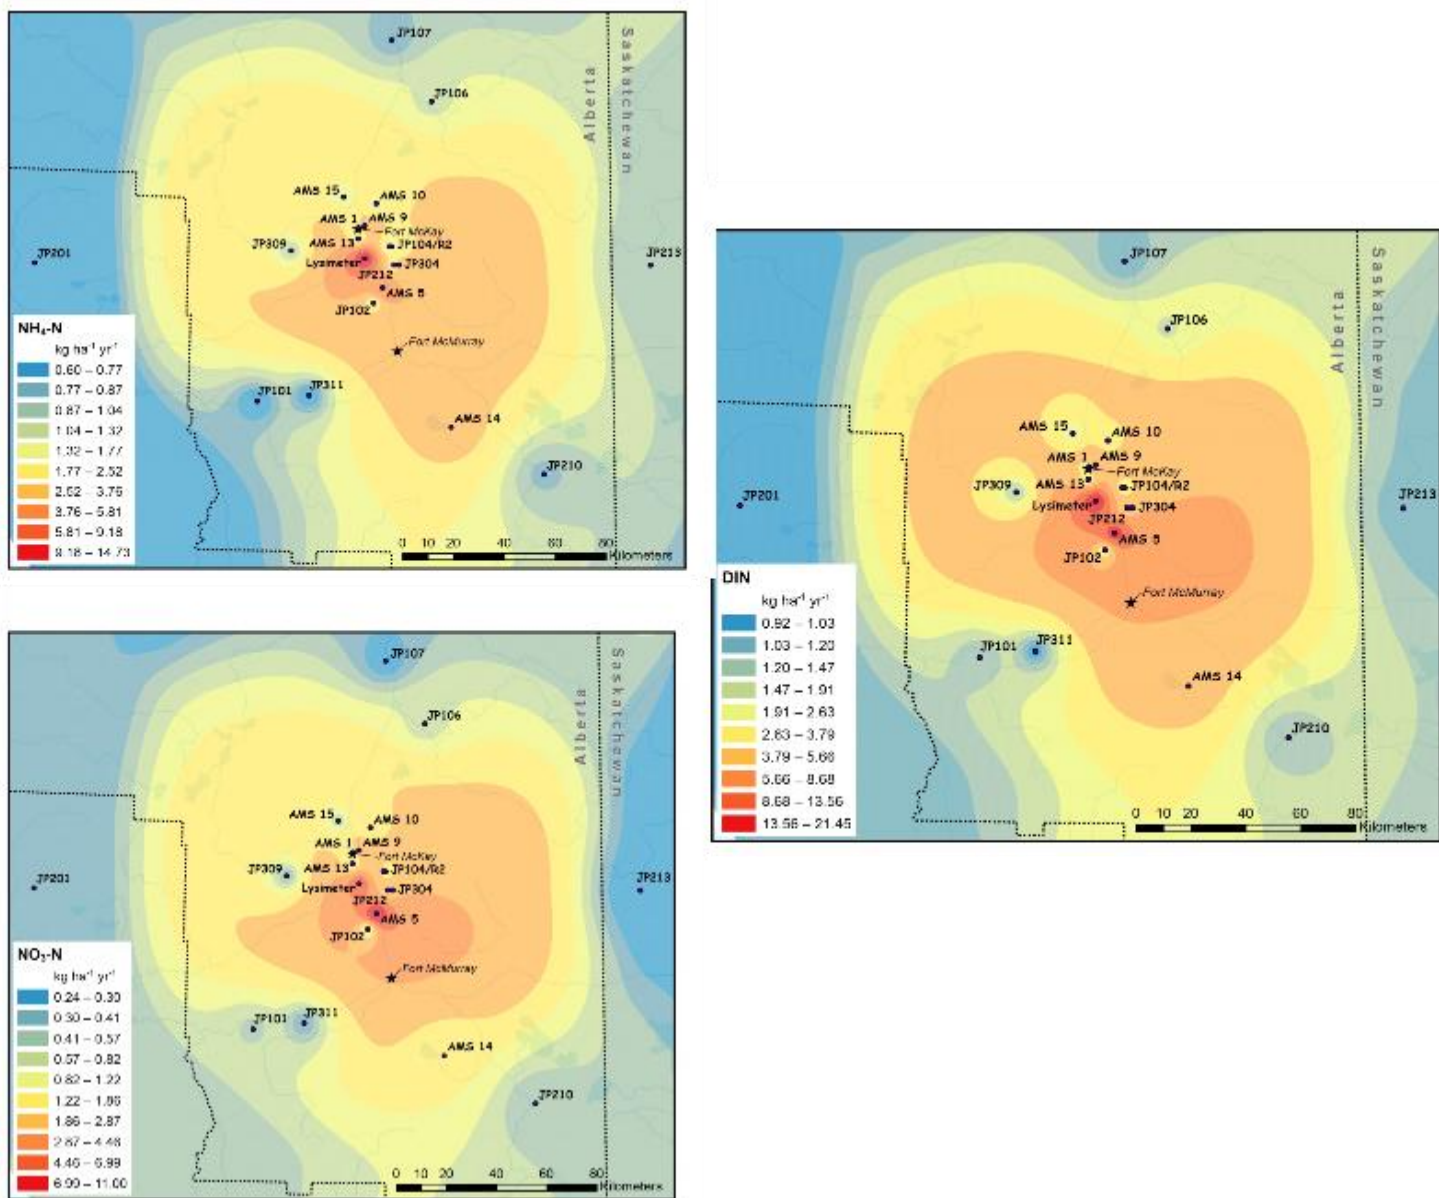 JP107
JP106
Alberta
Saskatchewan
AMS 15
AMS 10
AMS 1
AMS 9
Fort McKay
AMS 13
JP104/R2
JP309
Lysimeter
JP304
JP212
AMS 5
JP102
Fort McMurray
JP201
JP213
JP101
JP311
AMS 14
JP210
NH₄-N
kg ha⁻¹ yr⁻¹
0.60 – 0.77
0.77 – 0.87
0.87 – 1.04
1.04 – 1.32
1.32 – 1.77
1.77 – 2.52
2.52 – 3.76
3.76 – 5.81
5.81 – 9.18
9.18 – 14.73
0 10 20 40 60 80
Kilometers
JP107
JP106
Alberta
Saskatchewan
AMS 15
AMS 10
AMS 1
AMS 9
Fort McKay
AMS 13
JP104/R2
JP309
Lysimeter
JP304
JP212
AMS 5
JP102
Fort McMurray
JP201
JP213
JP101
JP311
AMS 14
JP210
DIN
kg ha⁻¹ yr⁻¹
0.92 – 1.03
1.03 – 1.20
1.20 – 1.47
1.47 – 1.91
1.91 – 2.63
2.63 – 3.79
3.79 – 5.66
5.66 – 8.68
8.68 – 13.56
13.56 – 21.45
0 10 20 40 60 80
Kilometers
JP107
JP106
Alberta
Saskatchewan
AMS 15
AMS 10
AMS 1
AMS 9
Fort McKay
AMS 13
JP104/R2
JP309
Lysimeter
JP304
JP212
AMS 5
JP102
Fort McMurray
JP201
JP213
JP101
JP311
AMS 14
JP210
NO₃-N
kg ha⁻¹ yr⁻¹
0.24 – 0.30
0.30 – 0.41
0.41 – 0.57
0.57 – 0.82
0.82 – 1.22
1.22 – 1.86
1.86 – 2.87
2.87 – 4.46
4.46 – 6.99
6.99 – 11.00
0 10 20 40 60 80
Kilometers